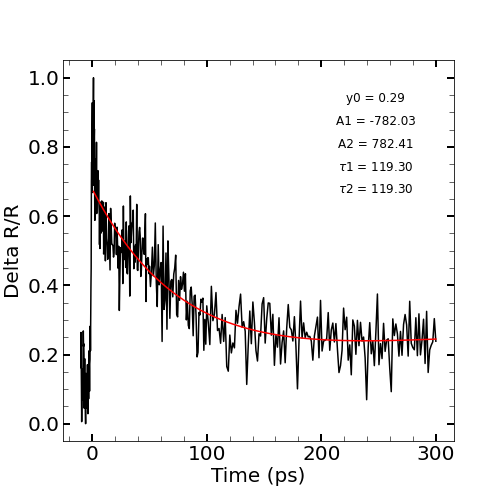 y0 = 0.29
A1 = -782.03
A2 = 782.41
τ1 = 119.30
τ2 = 119.30
1.0
0.8
0.6
0.4
0.2
0.0
Delta R/R
0 100 200 300
Time (ps)